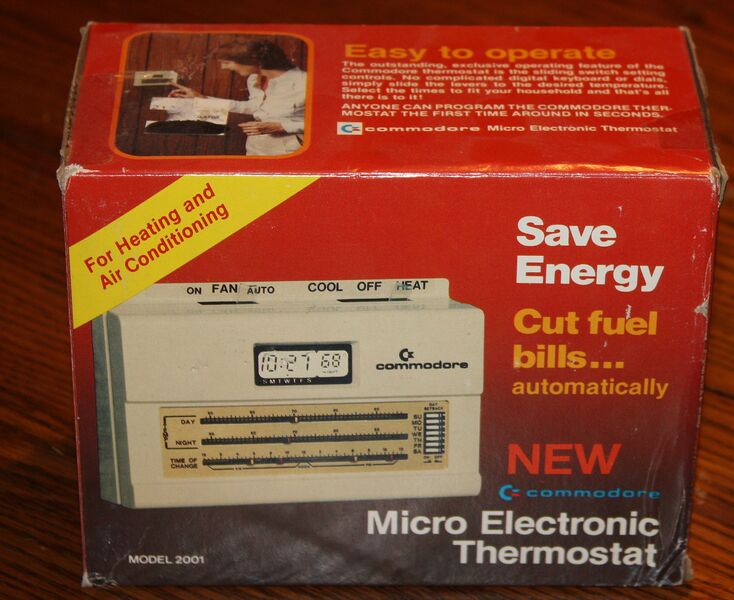 Easy to operate
The outstanding, exclusive operating feature of the
Commodore thermostat is the sliding switch setting
controls. No complicated digital keyboard or dials,
simply slide the levers to the desired temperature.
Select the times to fit your household and that's all
there is to it!
ANYONE CAN PROGRAM THE COMMODORE THER-
MOSTAT THE FIRST TIME AROUND IN SECONDS.
commodore Micro Electronic Thermostat
For Heating and
Air Conditioning
Save
Energy
Cut fuel
bills...
automatically
ON FAN AUTO COOL OFF HEAT
10:27 68
S M T W T F S
commodore
DAY
NIGHT
TIME OF
CHANGE
DAY
SETBACK
SU
MO
TU
WE
TH
FR
SA
NEW
commodore
Micro Electronic
Thermostat
MODEL 2001